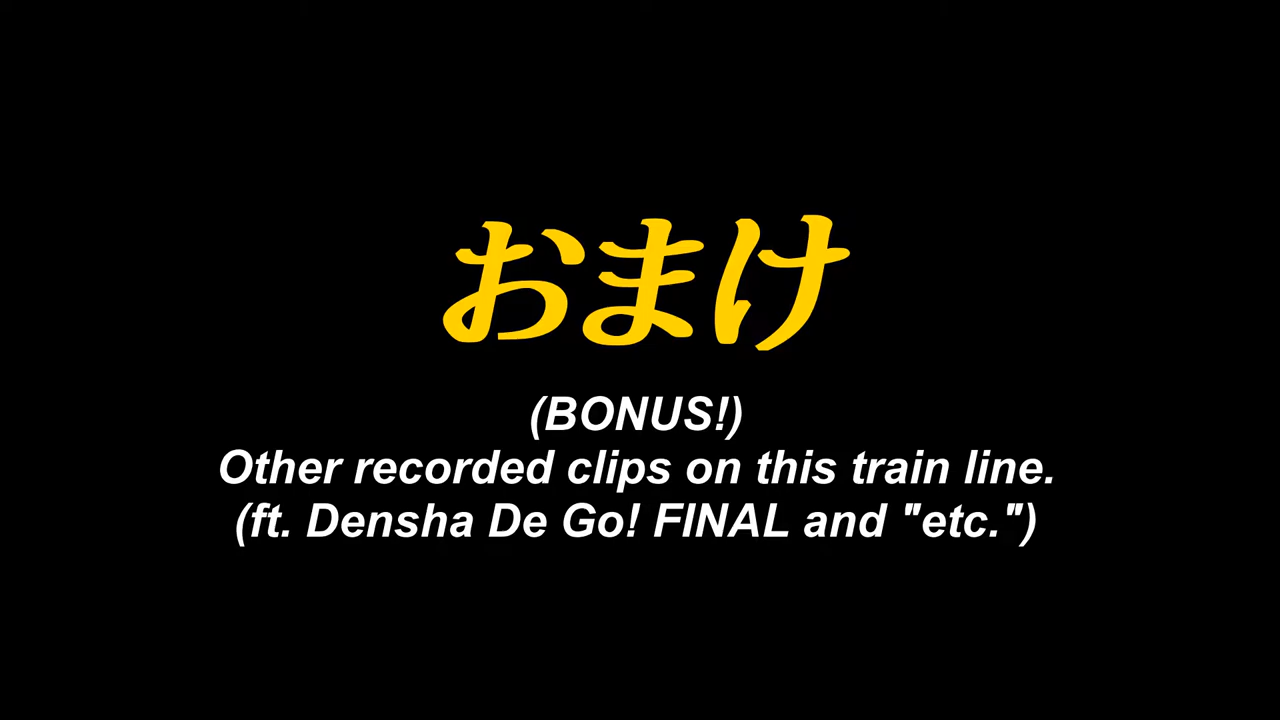 おまけ
(BONUS!)
Other recorded clips on this train line.
(ft. Densha De Go! FINAL and "etc.")